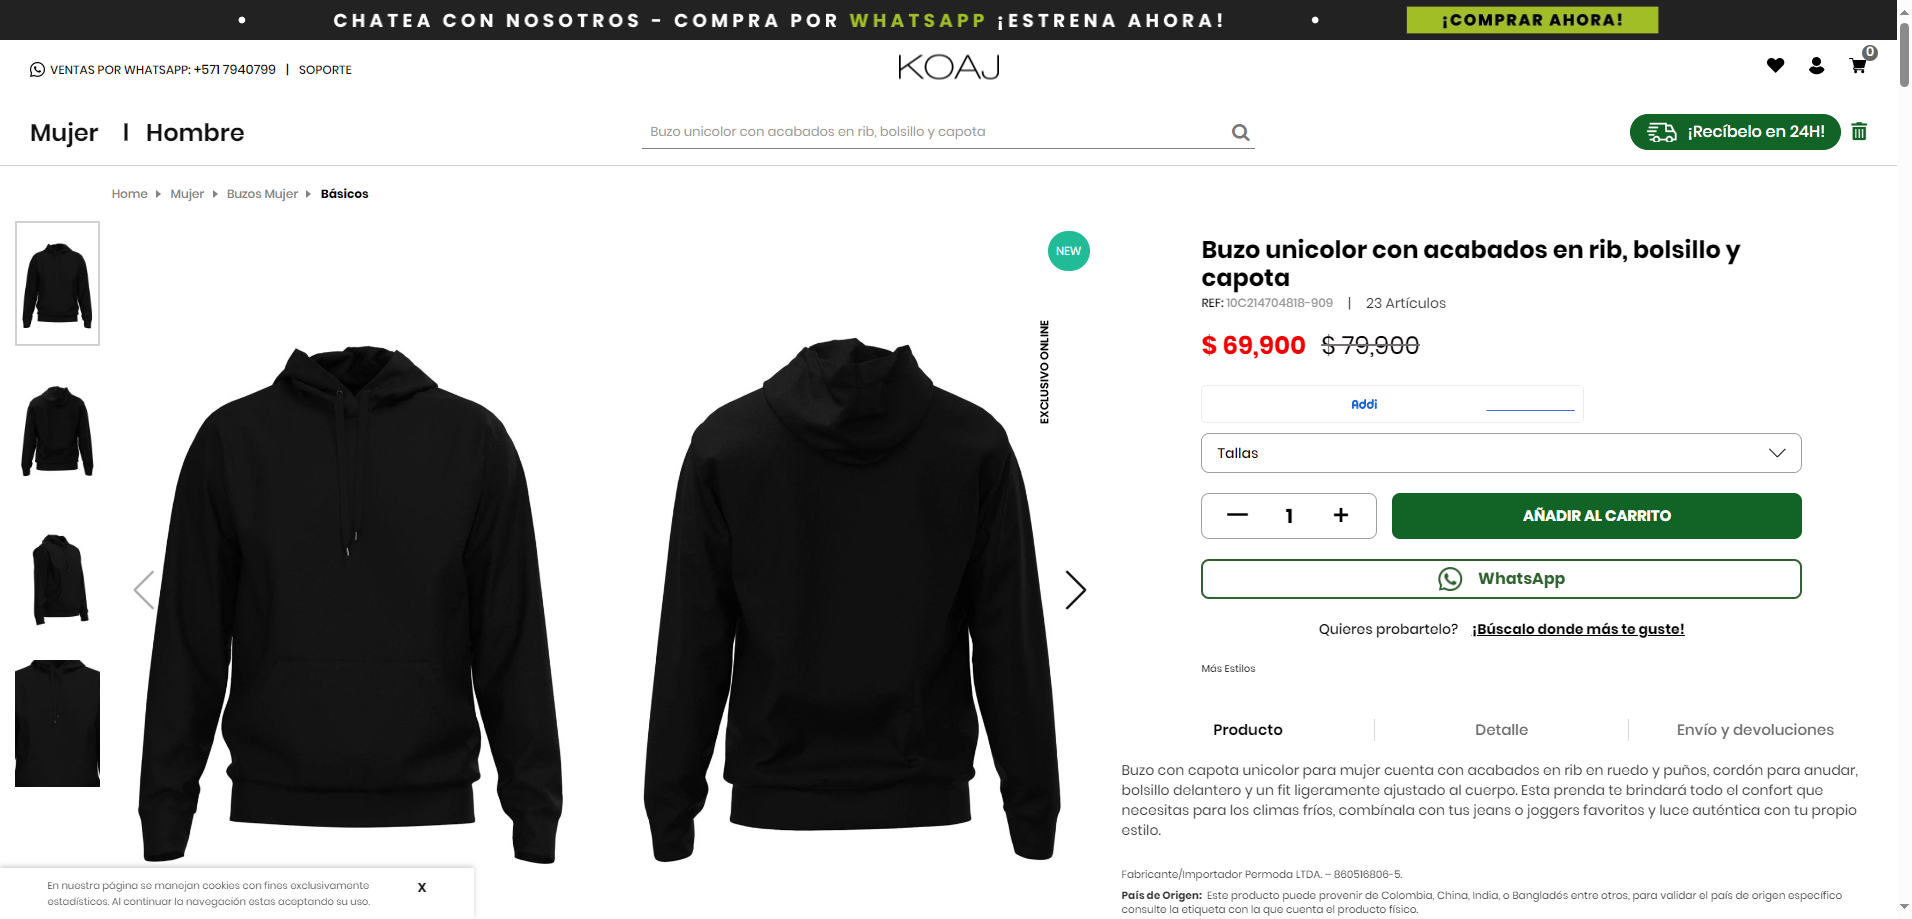 CHATEA CON NOSOTROS - COMPRA POR WHATSAPP ¡ESTRENA AHORA!
¡COMPRAR AHORA!
VENTAS POR WHATSAPP: +571 7940799 | SOPORTE
KOAJ
0
Mujer | Hombre
Buzo unicolor con acabados en rib, bolsillo y capota
¡Recíbelo en 24H!
Home Mujer Buzos Mujer Básicos
NEW
EXCLUSIVO ONLINE
Buzo unicolor con acabados en rib, bolsillo y
capota
REF: 10C214704818-909 | 23 Artículos
$ 69,900 $ 79,900
Addi
Tallas
1
AÑADIR AL CARRITO
WhatsApp
Quieres probartelo? ¡Búscalo donde más te guste!
Más Estilos
Producto
Detalle
Envío y devoluciones
Buzo con capota unicolor para mujer cuenta con acabados en rib en ruedo y puños, cordón para anudar,
bolsillo delantero y un fit ligeramente ajustado al cuerpo. Esta prenda te brindará todo el confort que
necesitas para los climas fríos, combínala con tus jeans o joggers favoritos y luce auténtica con tu propio
estilo.
Fabricante/Importador Permoda LTDA. – 860516806-5.
País de Origen: Este producto puede provenir de Colombia, China, India, o Bangladés entre otros, para validar el país de origen específico
consulte la etiqueta con la que cuenta el producto físico.
En nuestra página se manejan cookies con fines exclusivamente
estadísticos. Al continuar la navegación estas aceptando su uso.
X